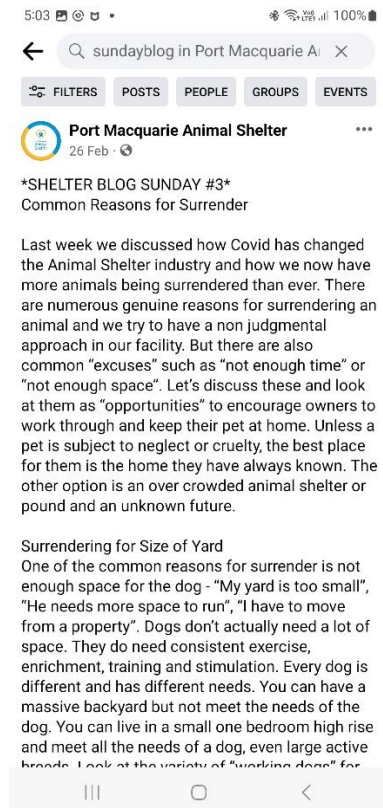 5:03
100%
sundayblog in Port Macquarie A
FILTERS
POSTS
PEOPLE
GROUPS
EVENTS
Port Macquarie Animal Shelter
26 Feb ·
*SHELTER BLOG SUNDAY #3*
Common Reasons for Surrender
Last week we discussed how Covid has changed
the Animal Shelter industry and how we now have
more animals being surrendered than ever. There
are numerous genuine reasons for surrendering an
animal and we try to have a non judgmental
approach in our facility. But there are also
common “excuses” such as “not enough time” or
“not enough space”. Let’s discuss these and look
at them as “opportunities” to encourage owners to
work through and keep their pet at home. Unless a
pet is subject to neglect or cruelty, the best place
for them is the home they have always known. The
other option is an over crowded animal shelter or
pound and an unknown future.
Surrendering for Size of Yard
One of the common reasons for surrender is not
enough space for the dog - “My yard is too small”,
“He needs more space to run”, “I have to move
from a property”. Dogs don’t actually need a lot of
space. They do need consistent exercise,
enrichment, training and stimulation. Every dog is
different and has different needs. You can have a
massive backyard but not meet the needs of the
dog. You can live in a small one bedroom high rise
and meet all the needs of a dog, even large active
breeds. Look at the variety of “working dogs” for